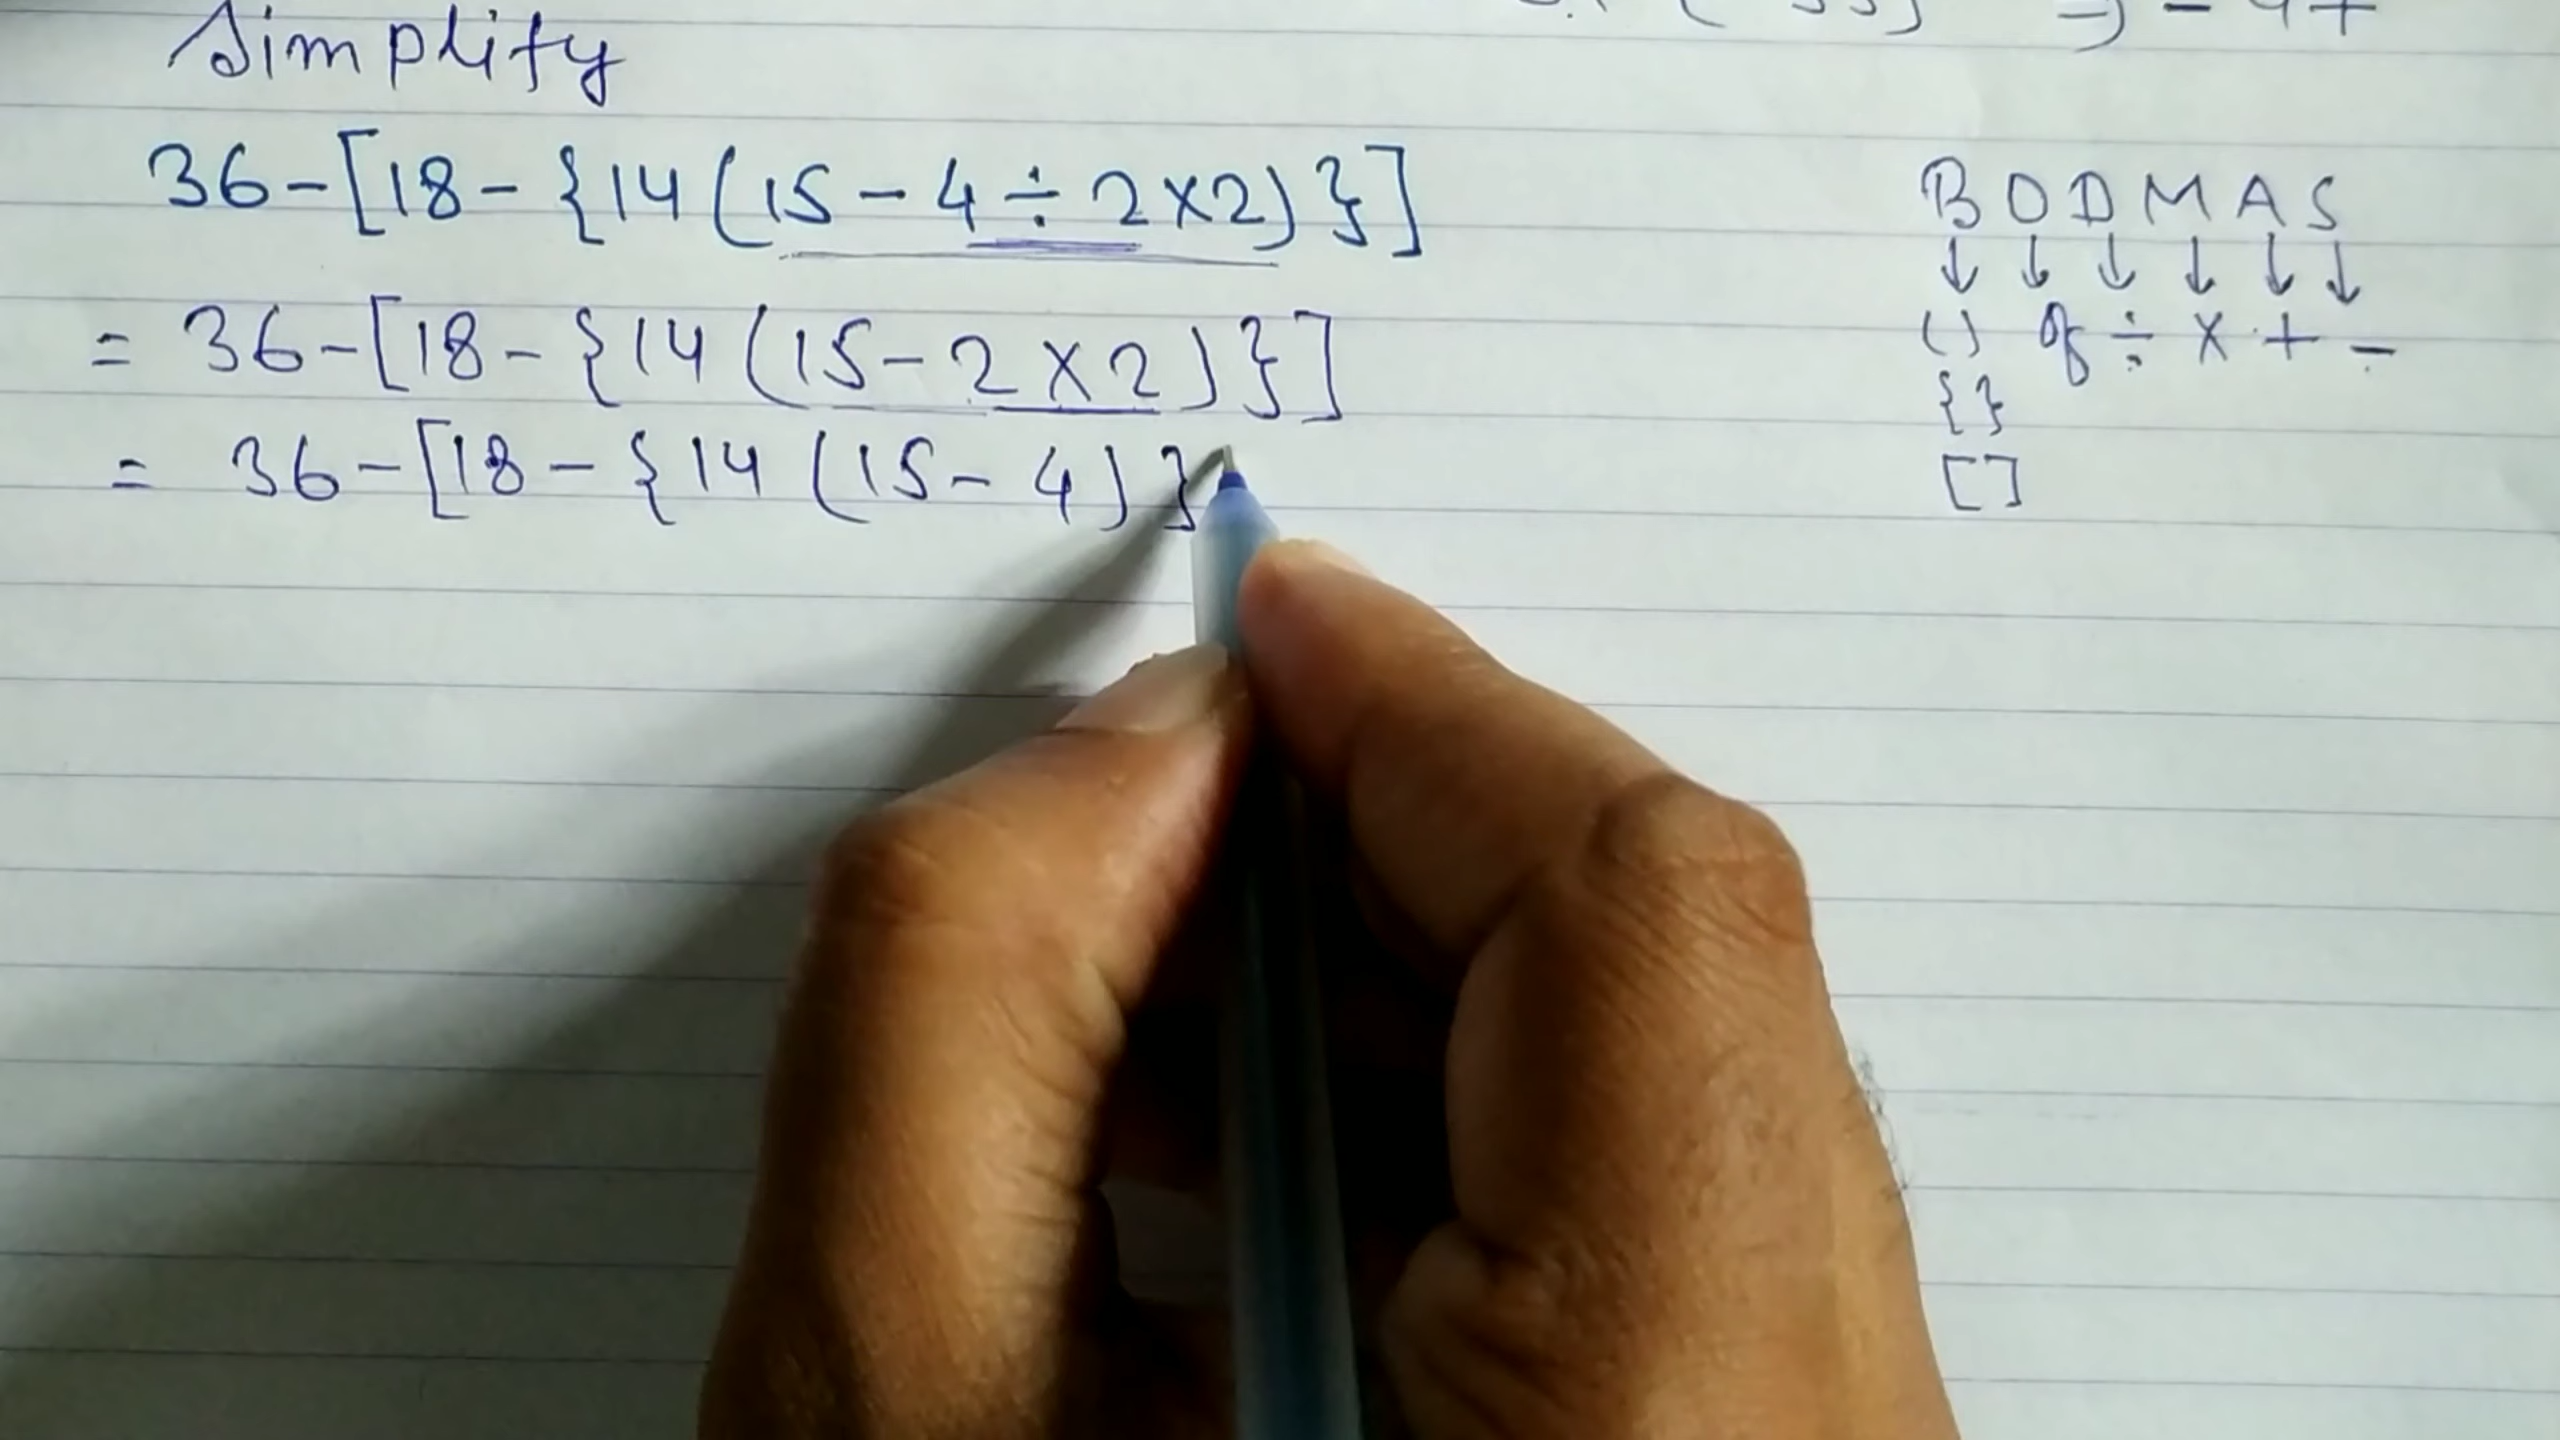 Simplify
36-[18-{14(15-4÷2×2)}]
= 36-[18-{14(15-2×2)}]
= 36-[18-{14(15-4)}
B O D M A S
↓ ↓ ↓ ↓ ↓ ↓
() of ÷ × + -
{}
[]